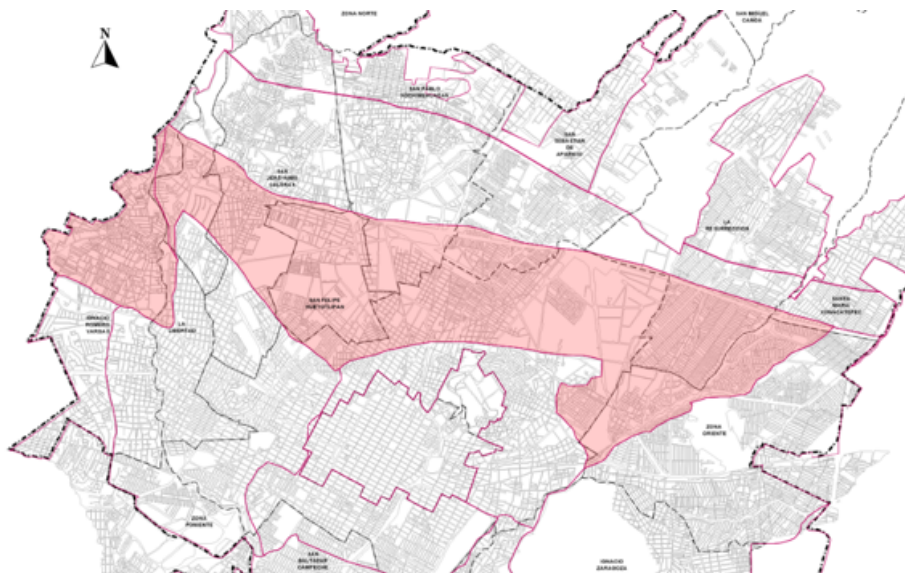 ZONA NORTE
SAN MIGUEL
CANOA
N
SAN PABLO
XOCHIMEHUACAN
SAN
SEBASTIAN
DE
APARICIO
SAN
JERONIMO
CALERAS
LA
RESURRECCION
SAN FELIPE
HUEYOTLIPAN
SANTA
MARIA
XONACATEPEC
IGNACIO
ROMERO
VARGAS
LA
LIBERTAD
ZONA
ORIENTE
ZONA
PONIENTE
SAN
BALTASAR
CAMPECHE
IGNACIO
ZARAGOZA